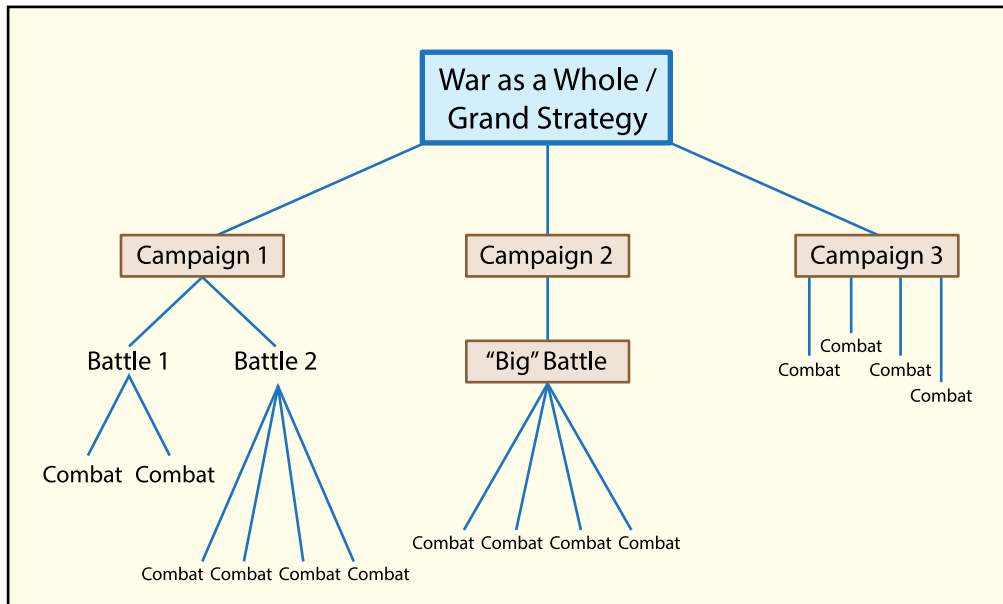 War as a Whole /
Grand Strategy
Campaign 1
Campaign 2
Campaign 3
Battle 1
Battle 2
“Big” Battle
Combat
Combat
Combat
Combat
Combat Combat
Combat Combat Combat Combat
Combat Combat Combat Combat